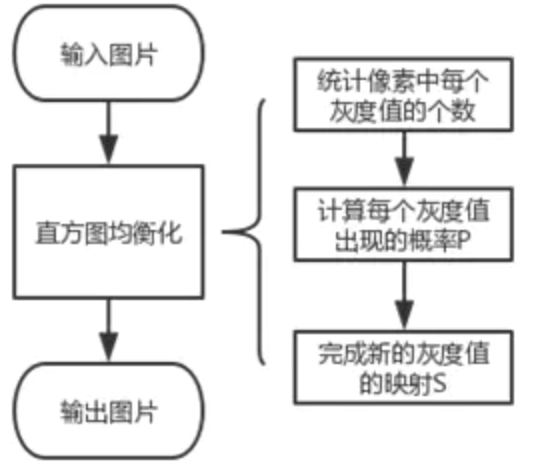 输入图片
直方图均衡化
输出图片
统计像素中每个
灰度值的个数
计算每个灰度值
出现的概率P
完成新的灰度值
的映射S